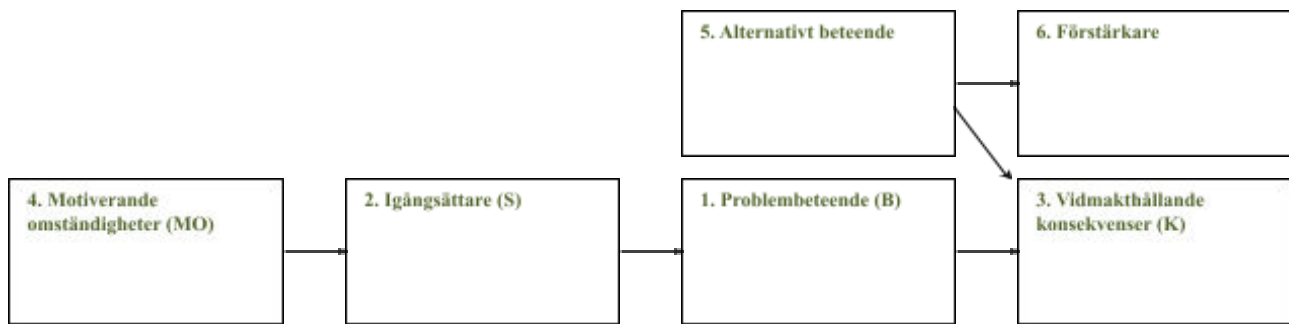 5. Alternativt beteende
6. Förstärkare
4. Motiverande
omständigheter (MO)
2. Igångsättare (S)
1. Problembeteende (B)
3. Vidmakthållande
konsekvenser (K)